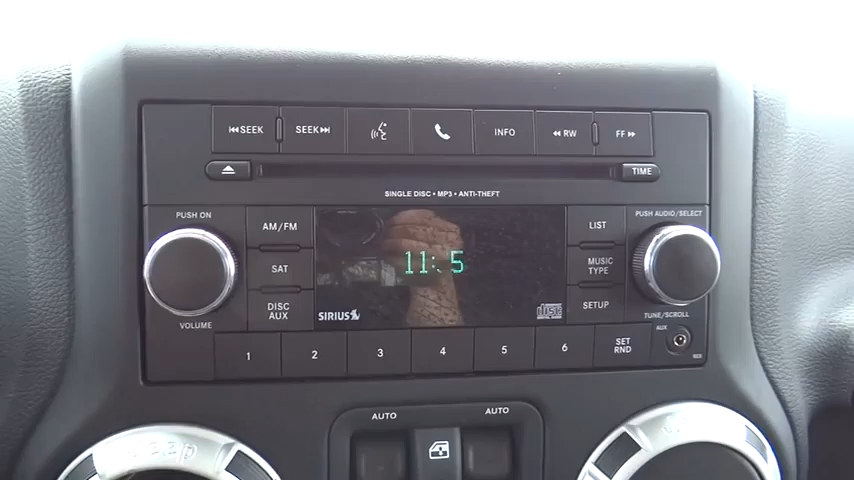 SEEK
SEEK
INFO
RW
FF
TIME
SINGLE DISC • MP3 • ANTI-THEFT
PUSH ON
PUSH AUDIO/SELECT
AM/FM
LIST
SAT
MUSIC
TYPE
DISC
AUX
SETUP
SIRIUS
VOLUME
TUNE/SCROLL
AUX
1
2
3
4
5
6
SET
RND
AUTO
AUTO
Jeep